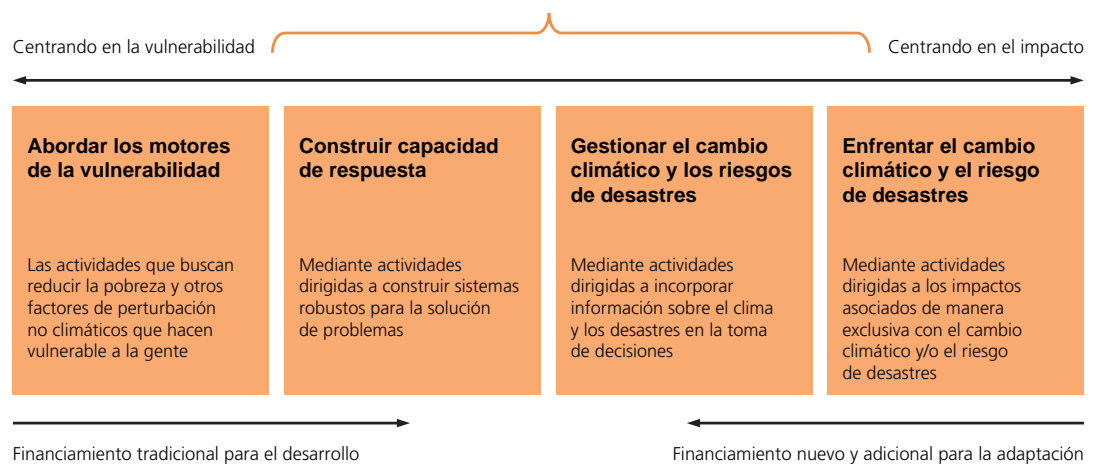 Centrando en la vulnerabilidad
Centrando en el impacto
Abordar los motores
de la vulnerabilidad
Las actividades que buscan
reducir la pobreza y otros
factores de perturbación
no climáticos que hacen
vulnerable a la gente
Construir capacidad
de respuesta
Mediante actividades
dirigidas a construir sistemas
robustos para la solución
de problemas
Gestionar el cambio
climático y los riesgos
de desastres
Mediante actividades
dirigidas a incorporar
información sobre el clima
y los desastres en la toma
de decisiones
Enfrentar el cambio
climático y el riesgo
de desastres
Mediante actividades
dirigidas a los impactos
asociados de manera
exclusiva con el cambio
climático y/o el riesgo
de desastres
Financiamiento tradicional para el desarrollo
Financiamiento nuevo y adicional para la adaptación